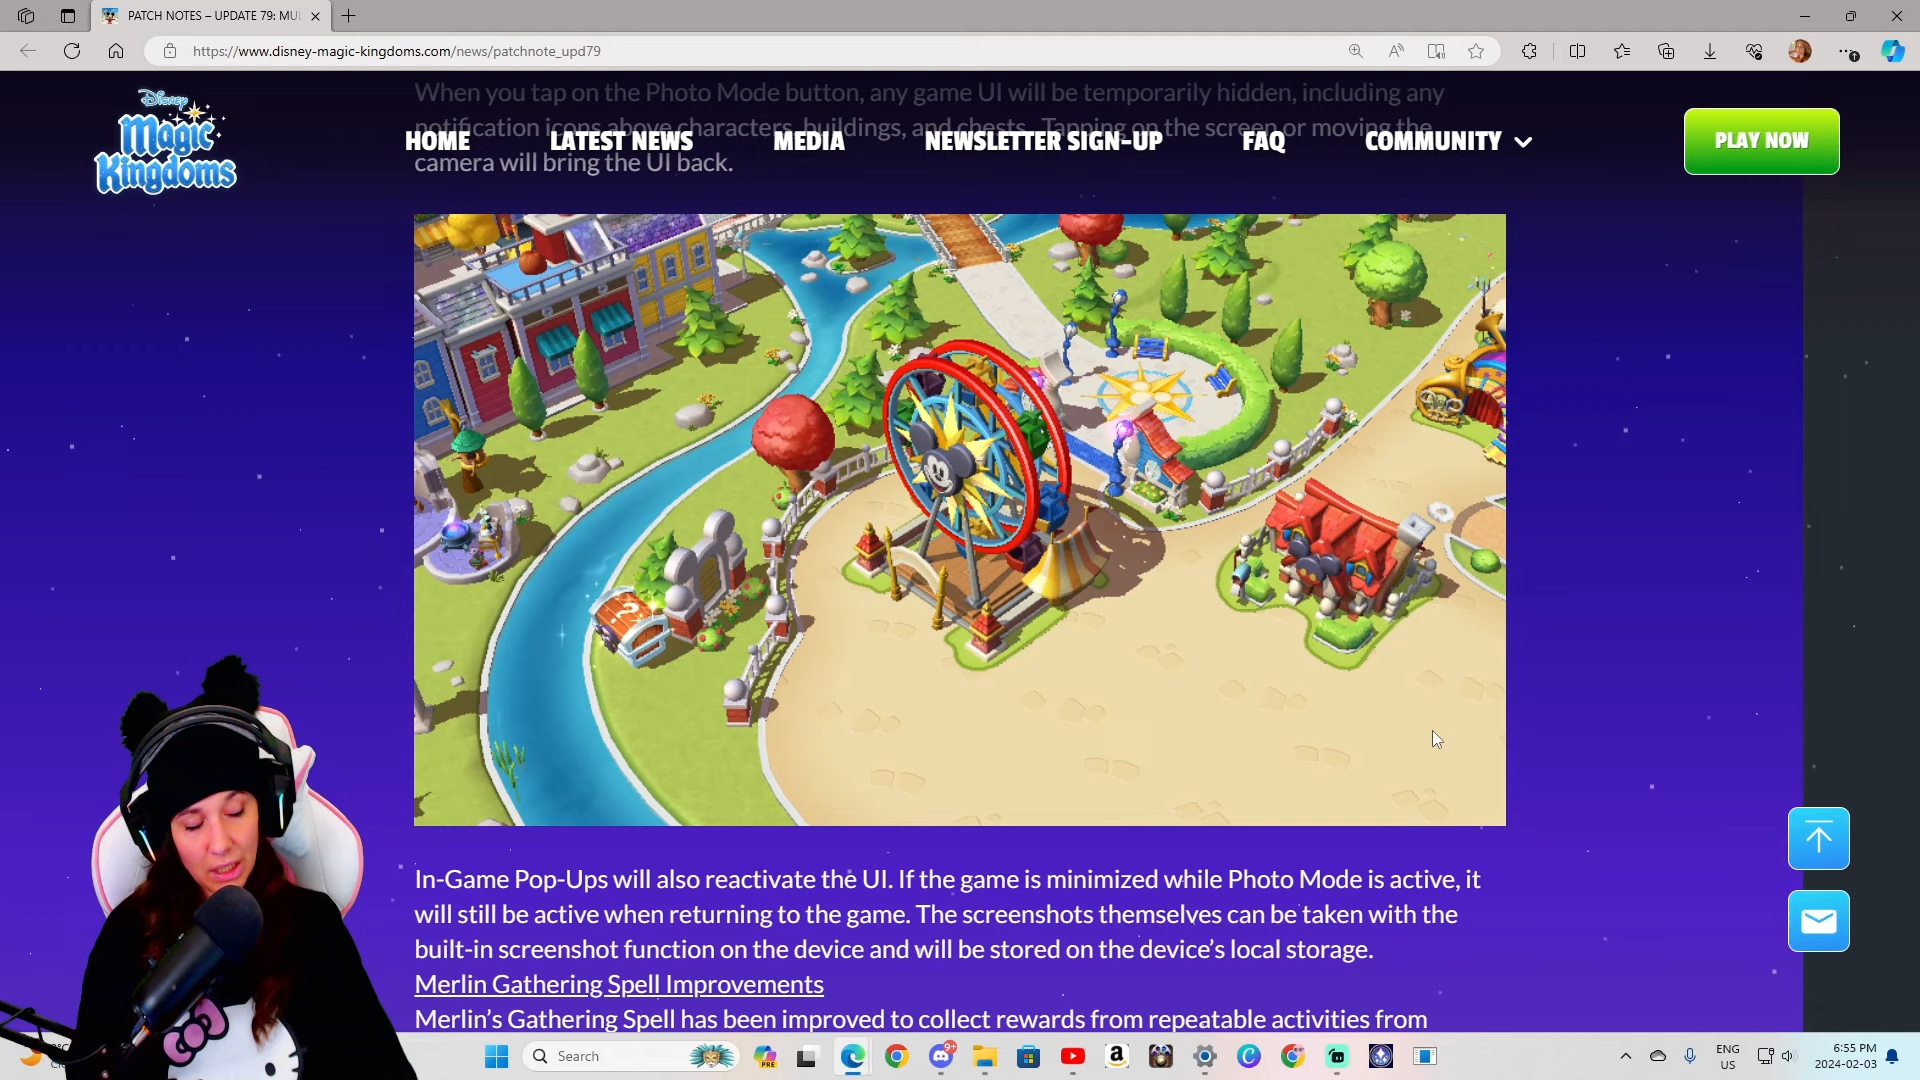 PATCH NOTES – UPDATE 79: MUL
https://www.disney-magic-kingdoms.com/news/patchnote_upd79
When you tap on the Photo Mode button, any game UI will be temporarily hidden, including any
notification icons above characters, buildings, and chests. Tapping on the screen or moving the
camera will bring the UI back.
Disney Magic Kingdoms
HOME
LATEST NEWS
MEDIA
NEWSLETTER SIGN-UP
FAQ
COMMUNITY
PLAY NOW
?
In-Game Pop-Ups will also reactivate the UI. If the game is minimized while Photo Mode is active, it
will still be active when returning to the game. The screenshots themselves can be taken with the
built-in screenshot function on the device and will be stored on the device’s local storage.
Merlin Gathering Spell Improvements
Merlin’s Gathering Spell has been improved to collect rewards from repeatable activities from
Search
PRE
9+
a
ENG
US
6:55 PM
2024-02-03